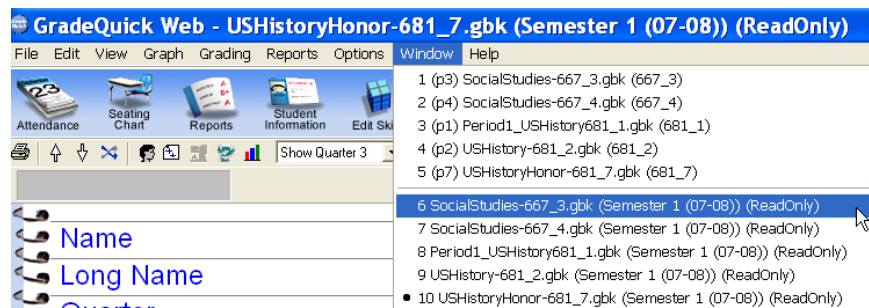 GradeQuick Web - USHistoryHonor-681_7.gbk (Semester 1 (07-08)) (ReadOnly)
File Edit View Graph Grading Reports Options Window Help
Attendance
Seating
Chart
Reports
Student
Information
Edit Ski
Show Quarter 3
Name
Long Name
Quarter
1 (p3) SocialStudies-667_3.gbk (667_3)
2 (p4) SocialStudies-667_4.gbk (667_4)
3 (p1) Period1_USHistory681_1.gbk (681_1)
4 (p2) USHistory-681_2.gbk (681_2)
5 (p7) USHistoryHonor-681_7.gbk (681_7)
6 SocialStudies-667_3.gbk (Semester 1 (07-08)) (ReadOnly)
7 SocialStudies-667_4.gbk (Semester 1 (07-08)) (ReadOnly)
8 Period1_USHistory681_1.gbk (Semester 1 (07-08)) (ReadOnly)
9 USHistory-681_2.gbk (Semester 1 (07-08)) (ReadOnly)
• 10 USHistoryHonor-681_7.gbk (Semester 1 (07-08)) (ReadOnly)